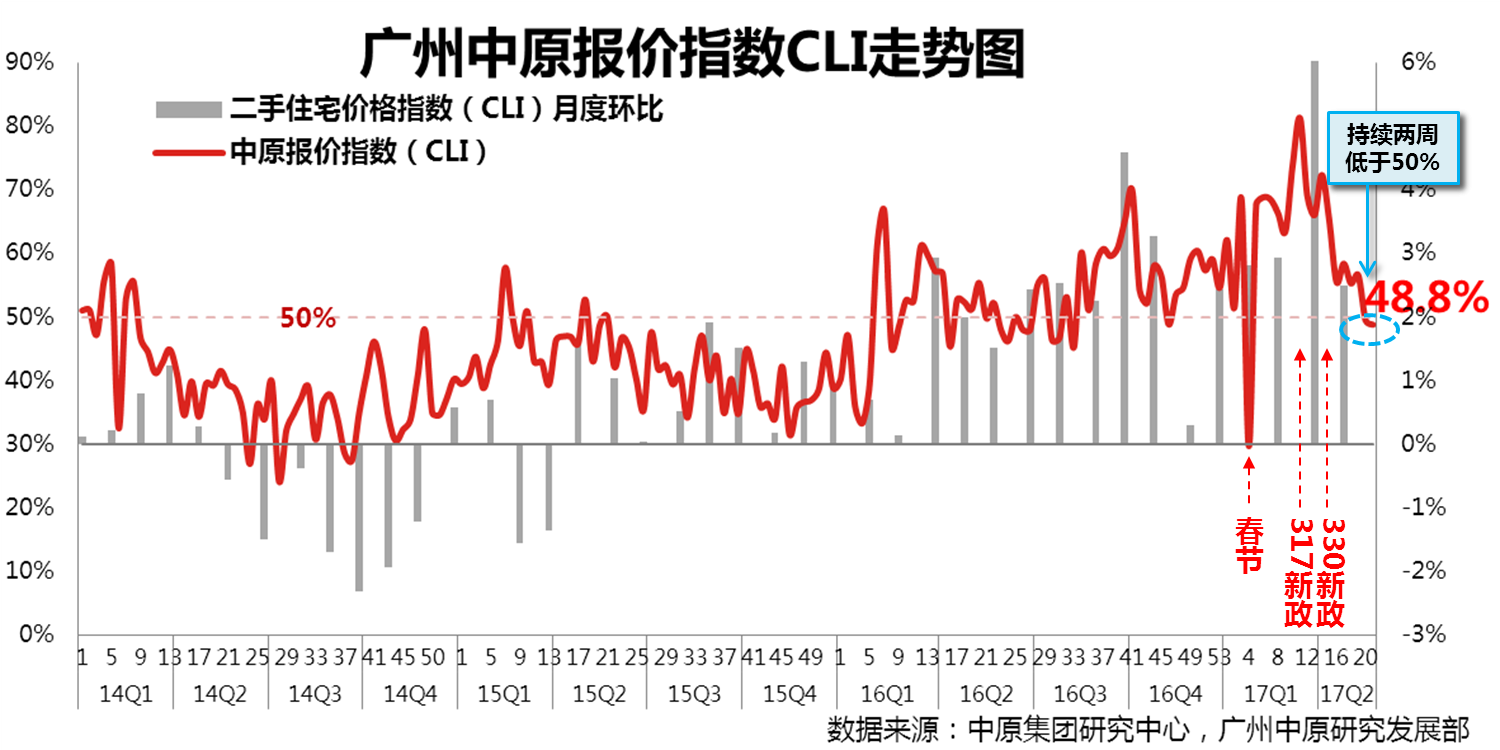 广州中原报价指数CLI走势图
二手住宅价格指数（CLI）月度环比
中原报价指数（CLI）
持续两周
低于50%
90%
80%
70%
60%
50%
40%
30%
20%
10%
0%
6%
4%
3%
2%
1%
0%
-1%
-2%
-3%
50%
48.8%
春节
317新政
330新政
1 5 9 13 17 21 25 29 33 37 41 45 50 1 5 9 13 17 21 25 29 33 37 41 45 49 1 5 9 13 17 21 25 29 33 37 41 45 49 53 4 8 12 16 20
14Q1 14Q2 14Q3 14Q4 15Q1 15Q2 15Q3 15Q4 16Q1 16Q2 16Q3 16Q4 17Q1 17Q2
数据来源：中原集团研究中心，广州中原研究发展部